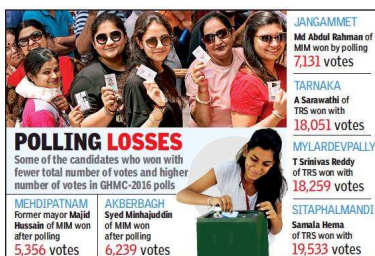 POLLING LOSSES
Some of the candidates who won with
fewer total number of votes and higher
number of votes in GHMC-2016 polls
MEHDIPATNAM
Former mayor Majid
Hussain of MIM won
after polling
5,356 votes
AKBERBAGH
Syed Minhajuddin
of MIM won
after polling
6,239 votes
JANGAMMET
Md Abdul Rahman of
MIM won by polling
7,131 votes
TARNAKA
A Sarawathi of
TRS won with
18,051 votes
MYLARDEVPALLY
T Srinivas Reddy
of TRS won with
18,259 votes
SITAPHALMANDI
Samala Hema
of TRS won with
19,533 votes